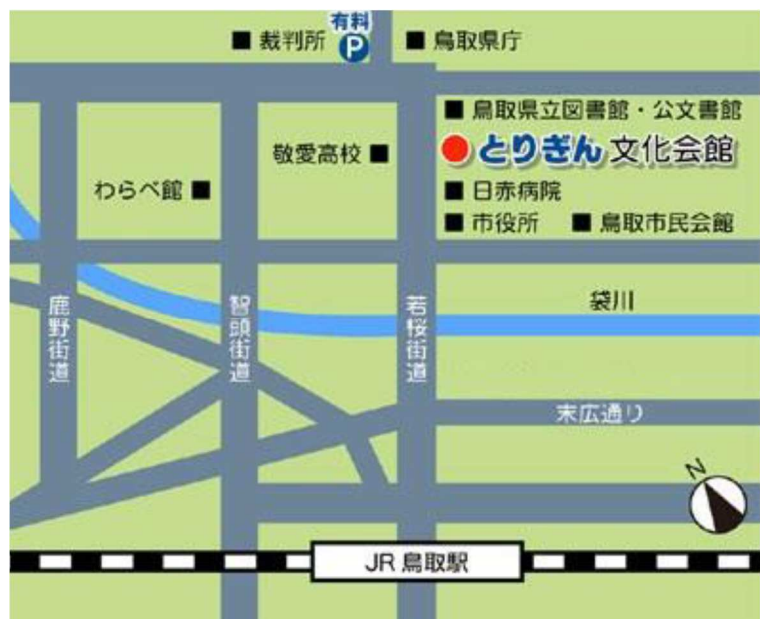 有料
P
■ 裁判所
■ 鳥取県庁
■ 鳥取県立図書館・公文書館
敬愛高校 ■
● とりぎん 文化会館
わらべ館 ■
■ 日赤病院
■ 市役所
■ 鳥取市民会館
鹿野街道
智頭街道
若桜街道
袋川
末広通り
N
JR 鳥取駅